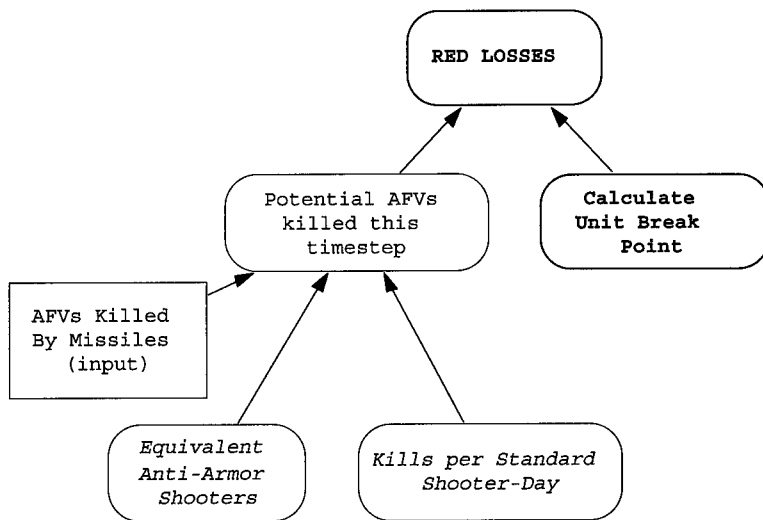 RED LOSSES
Potential AFVs
killed this
timestep
Calculate
Unit Break
Point
AFVs Killed
By Missiles
(input)
Equivalent
Anti-Armor
Shooters
Kills per Standard
Shooter-Day